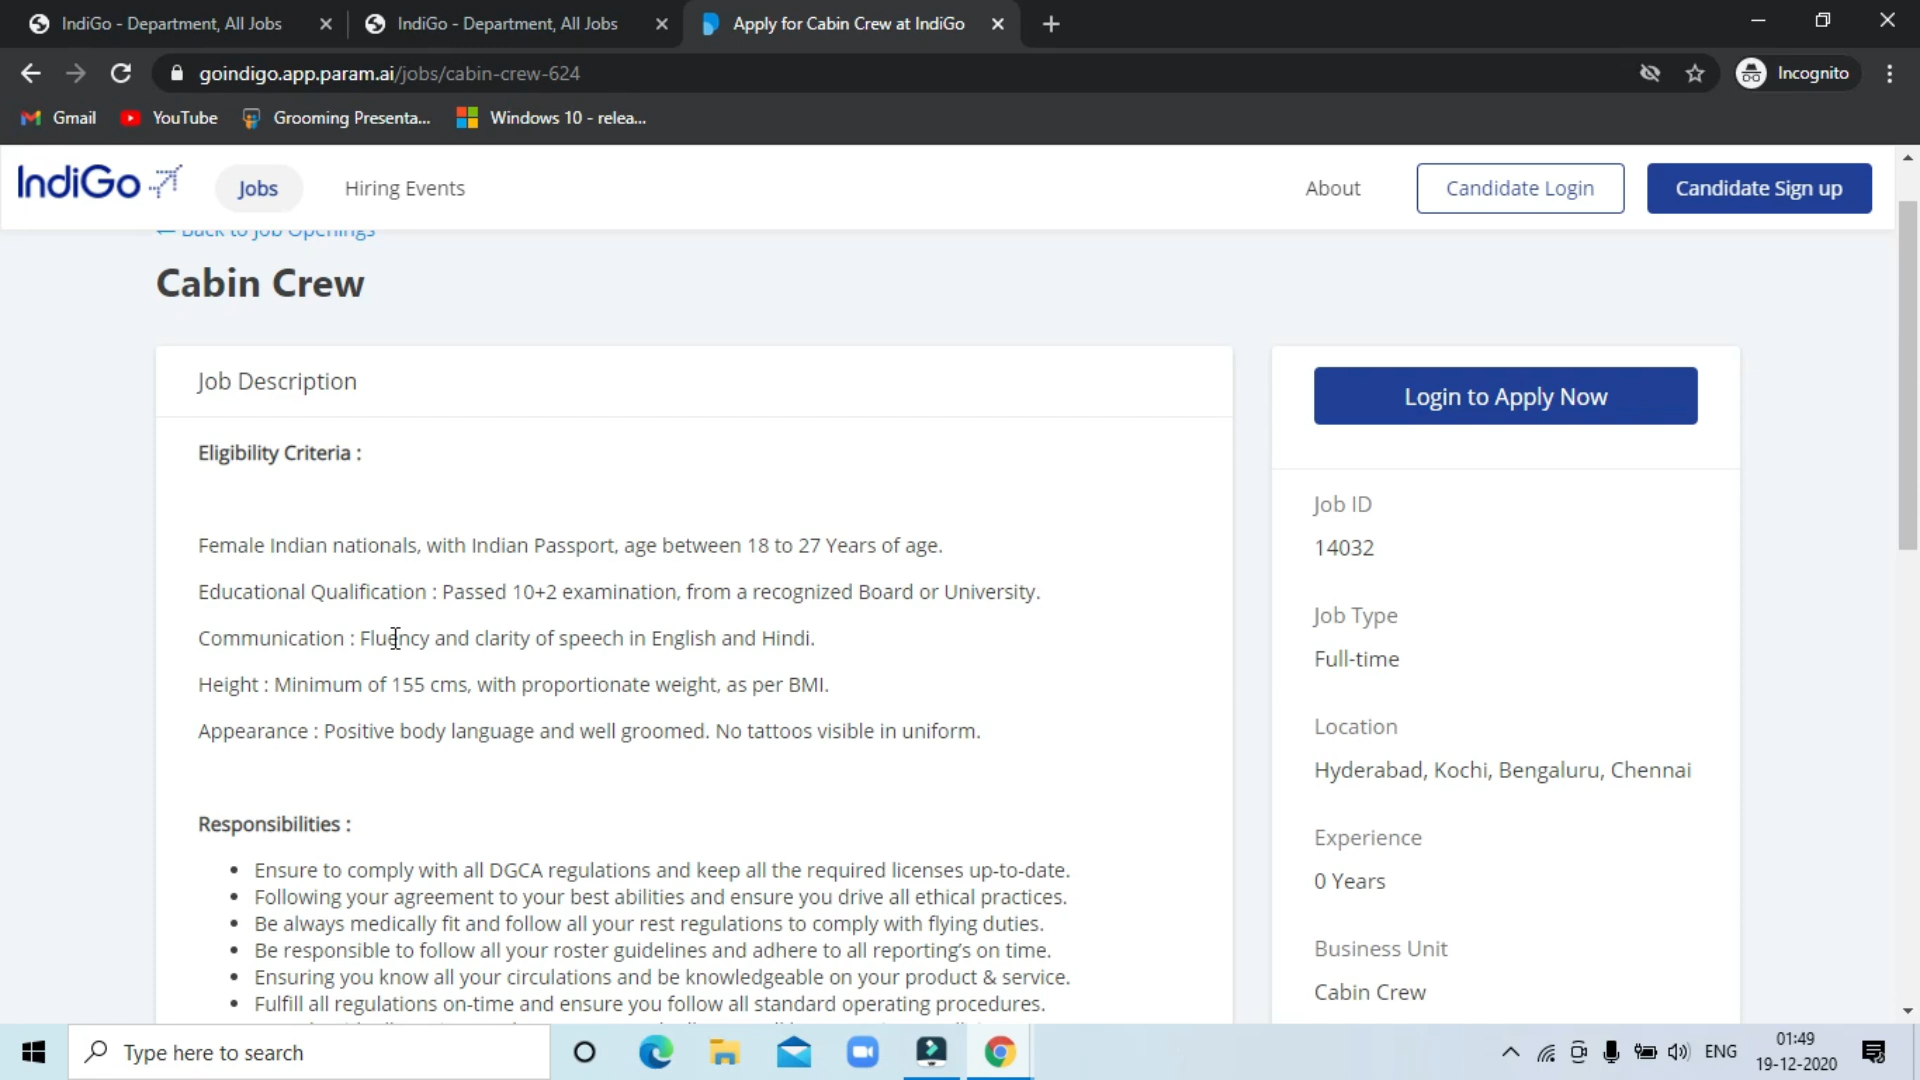 IndiGo - Department, All Jobs
IndiGo - Department, All Jobs
Apply for Cabin Crew at IndiGo
goindigo.app.param.ai/jobs/cabin-crew-624
Incognito
Gmail
YouTube
Grooming Presenta...
Windows 10 - relea...
IndiGo
Jobs
Hiring Events
About
Candidate Login
Candidate Sign up
← Back to Job Openings
Cabin Crew
Job Description
Eligibility Criteria :
Female Indian nationals, with Indian Passport, age between 18 to 27 Years of age.
Educational Qualification : Passed 10+2 examination, from a recognized Board or University.
Communication : Fluency and clarity of speech in English and Hindi.
Height : Minimum of 155 cms, with proportionate weight, as per BMI.
Appearance : Positive body language and well groomed. No tattoos visible in uniform.
Responsibilities :
• Ensure to comply with all DGCA regulations and keep all the required licenses up-to-date.
• Following your agreement to your best abilities and ensure you drive all ethical practices.
• Be always medically fit and follow all your rest regulations to comply with flying duties.
• Be responsible to follow all your roster guidelines and adhere to all reporting's on time.
• Ensuring you know all your circulations and be knowledgeable on your product & service.
• Fulfill all regulations on-time and ensure you follow all standard operating procedures.
Login to Apply Now
Job ID
14032
Job Type
Full-time
Location
Hyderabad, Kochi, Bengaluru, Chennai
Experience
0 Years
Business Unit
Cabin Crew
Type here to search
ENG
01:49
19-12-2020